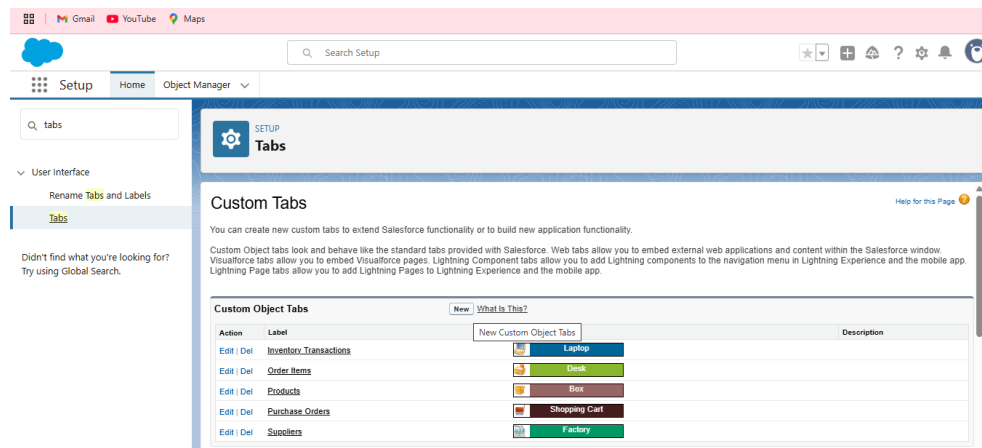 Gmail YouTube Maps
Search Setup
Setup Home Object Manager
tabs
SETUP
Tabs
User Interface
Rename Tabs and Labels
Tabs
Didn't find what you're looking for?
Try using Global Search.
Custom Tabs
Help for this Page
You can create new custom tabs to extend Salesforce functionality or to build new application functionality.
Custom Object tabs look and behave like the standard tabs provided with Salesforce. Web tabs allow you to embed external web applications and content within the Salesforce window.
Visualforce tabs allow you to embed Visualforce pages. Lightning Component tabs allow you to add Lightning components to the navigation menu in Lightning Experience and the mobile app.
Lightning Page tabs allow you to add Lightning Pages to Lightning Experience and the mobile app.
Custom Object Tabs New What Is This?
New Custom Object Tabs
Action Label Description
Edit | Del Inventory Transactions Laptop
Edit | Del Order Items Desk
Edit | Del Products Box
Edit | Del Purchase Orders Shopping Cart
Edit | Del Suppliers Factory